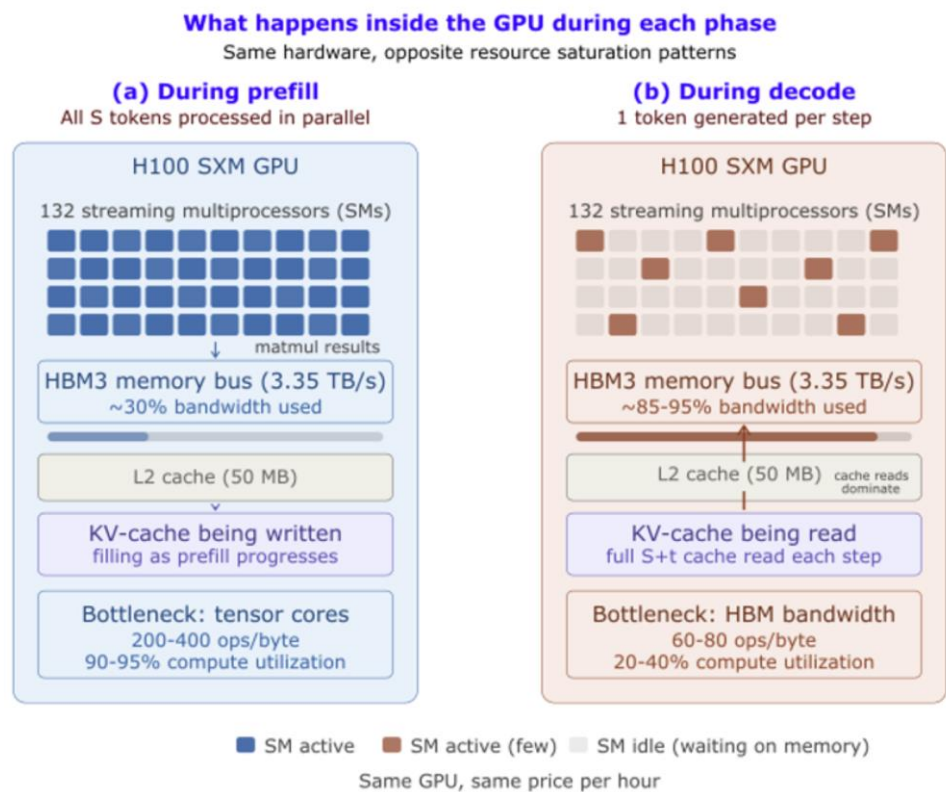 What happens inside the GPU during each phase
Same hardware, opposite resource saturation patterns
(a) During prefill
All S tokens processed in parallel
H100 SXM GPU
132 streaming multiprocessors (SMs)
matmul results
HBM3 memory bus (3.35 TB/s)
~30% bandwidth used
L2 cache (50 MB)
KV-cache being written
filling as prefill progresses
Bottleneck: tensor cores
200-400 ops/byte
90-95% compute utilization
(b) During decode
1 token generated per step
H100 SXM GPU
132 streaming multiprocessors (SMs)
HBM3 memory bus (3.35 TB/s)
~85-95% bandwidth used
L2 cache (50 MB)
cache reads
dominate
KV-cache being read
full S+t cache read each step
Bottleneck: HBM bandwidth
60-80 ops/byte
20-40% compute utilization
SM active
SM active (few)
SM idle (waiting on memory)
Same GPU, same price per hour